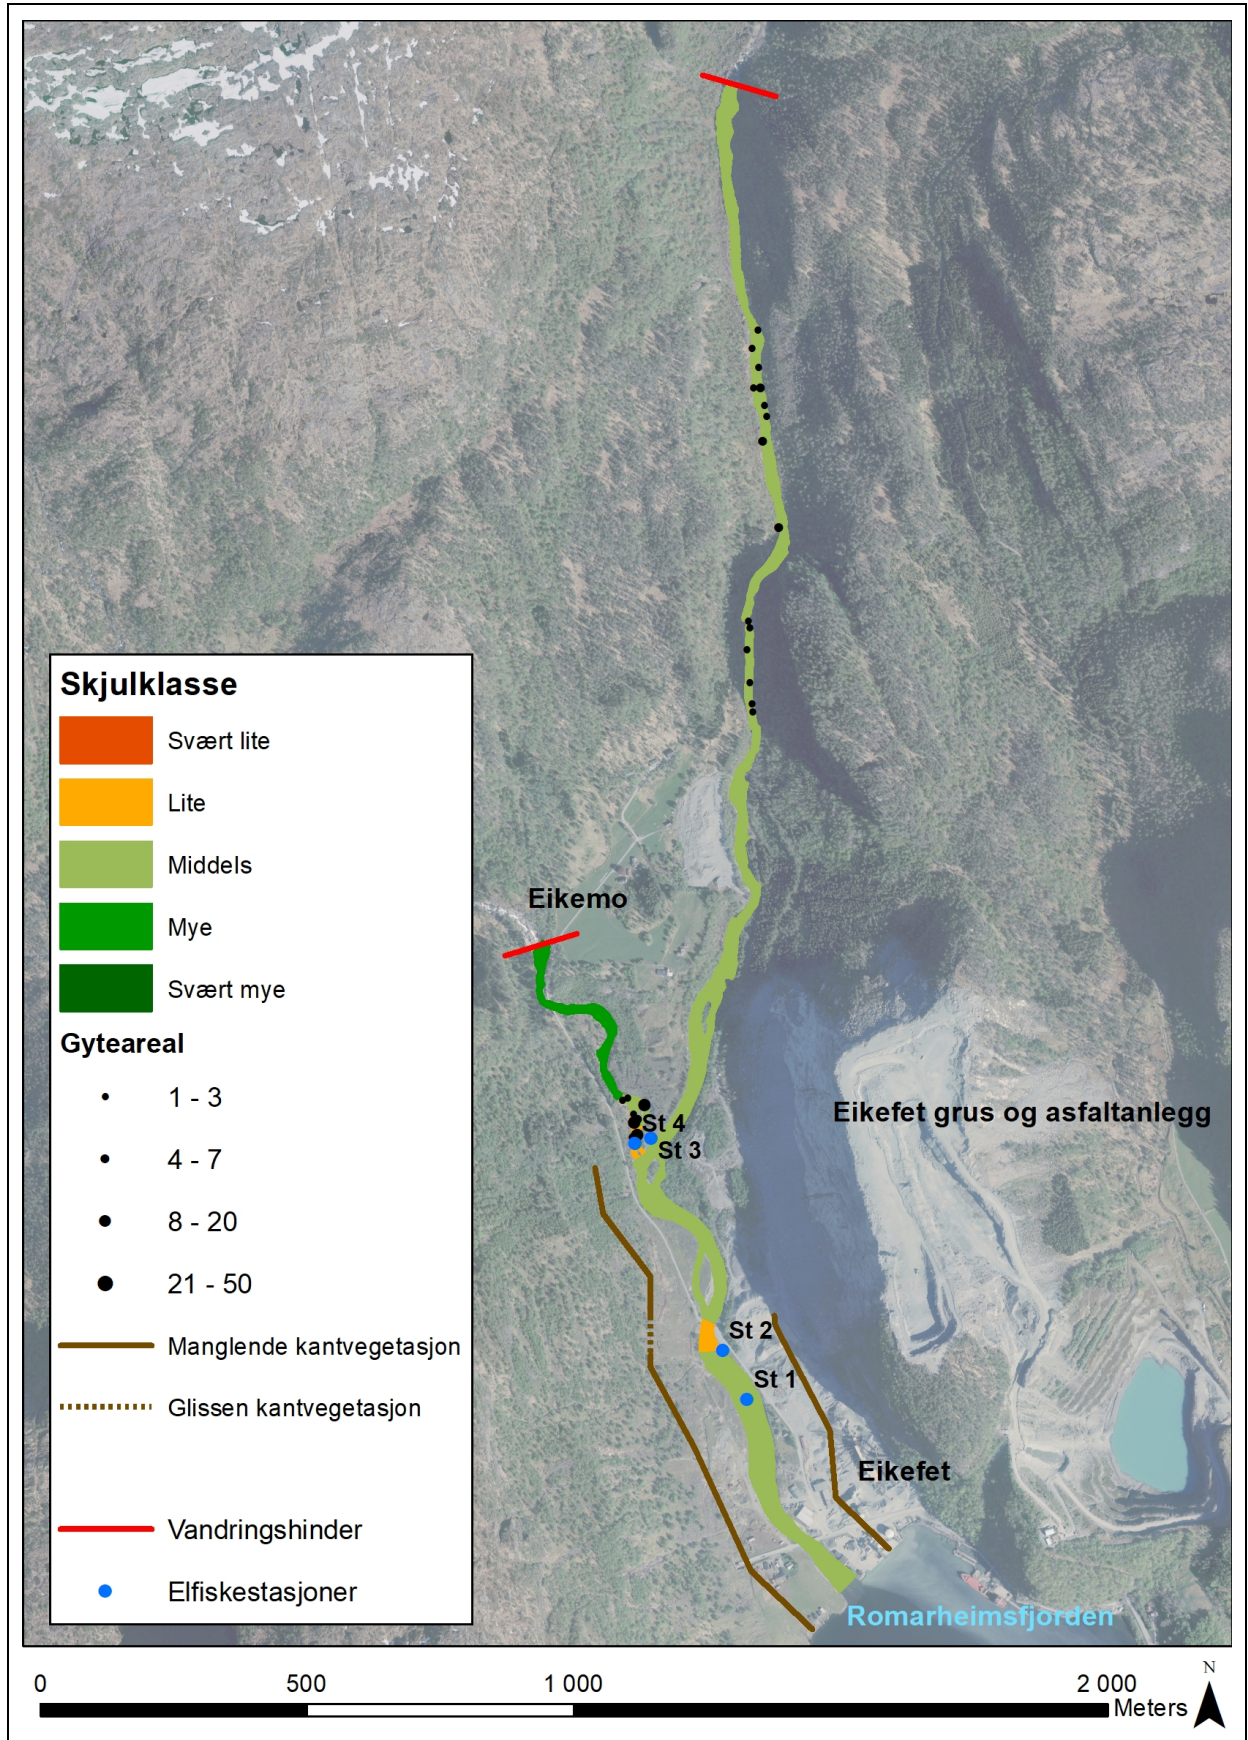 Skjulklasse
Svært lite
Lite
Middels
Mye
Svært mye
Gyteareal
1 - 3
4 - 7
8 - 20
21 - 50
Manglende kantvegetasjon
Glissen kantvegetasjon
Vandringshinder
Elfiskestasjoner
Eikemo
Eikefet grus og asfaltanlegg
St 4
St 3
St 2
St 1
Eikefet
Romarheimsfjorden
0 500 1 000 2 000
Meters
N